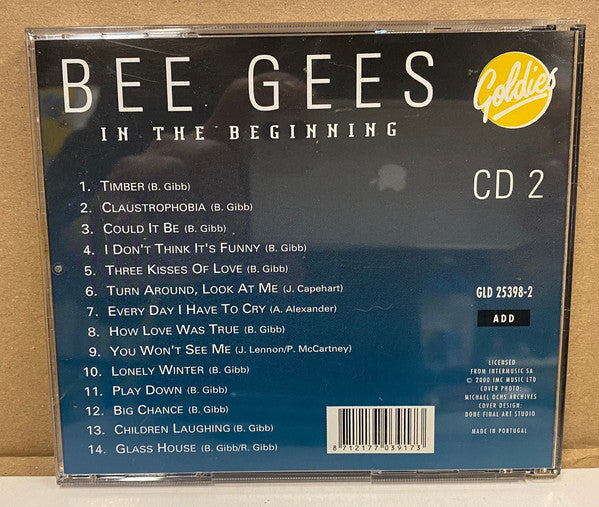 BEE GEES
IN THE BEGINNING
Goldies
CD 2
1. TIMBER (B. Gibb)
2. CLAUSTROPHOBIA (B. Gibb)
3. COULD IT BE (B. Gibb)
4. I DON'T THINK IT'S FUNNY (B. Gibb)
5. THREE KISSES OF LOVE (B. Gibb)
6. TURN AROUND, LOOK AT ME (J. Capehart)
7. EVERY DAY I HAVE TO CRY (A. Alexander)
8. HOW LOVE WAS TRUE (B. Gibb)
9. YOU WON'T SEE ME (J. Lennon/P. McCartney)
10. LONELY WINTER (B. Gibb)
11. PLAY DOWN (B. Gibb)
12. BIG CHANCE (B. Gibb)
13. CHILDREN LAUGHING (B. Gibb)
14. GLASS HOUSE (B. Gibb/R. Gibb)
GLD 25398-2
ADD
LICENSED
FROM INTERMUSIC SA
© 2000 IMC MUSIC LTD
COVER PHOTO:
MICHAEL OCHS ARCHIVES
COVER DESIGN:
DONE FINAL ART STUDIO
MADE IN PORTUGAL
8 712177 039173